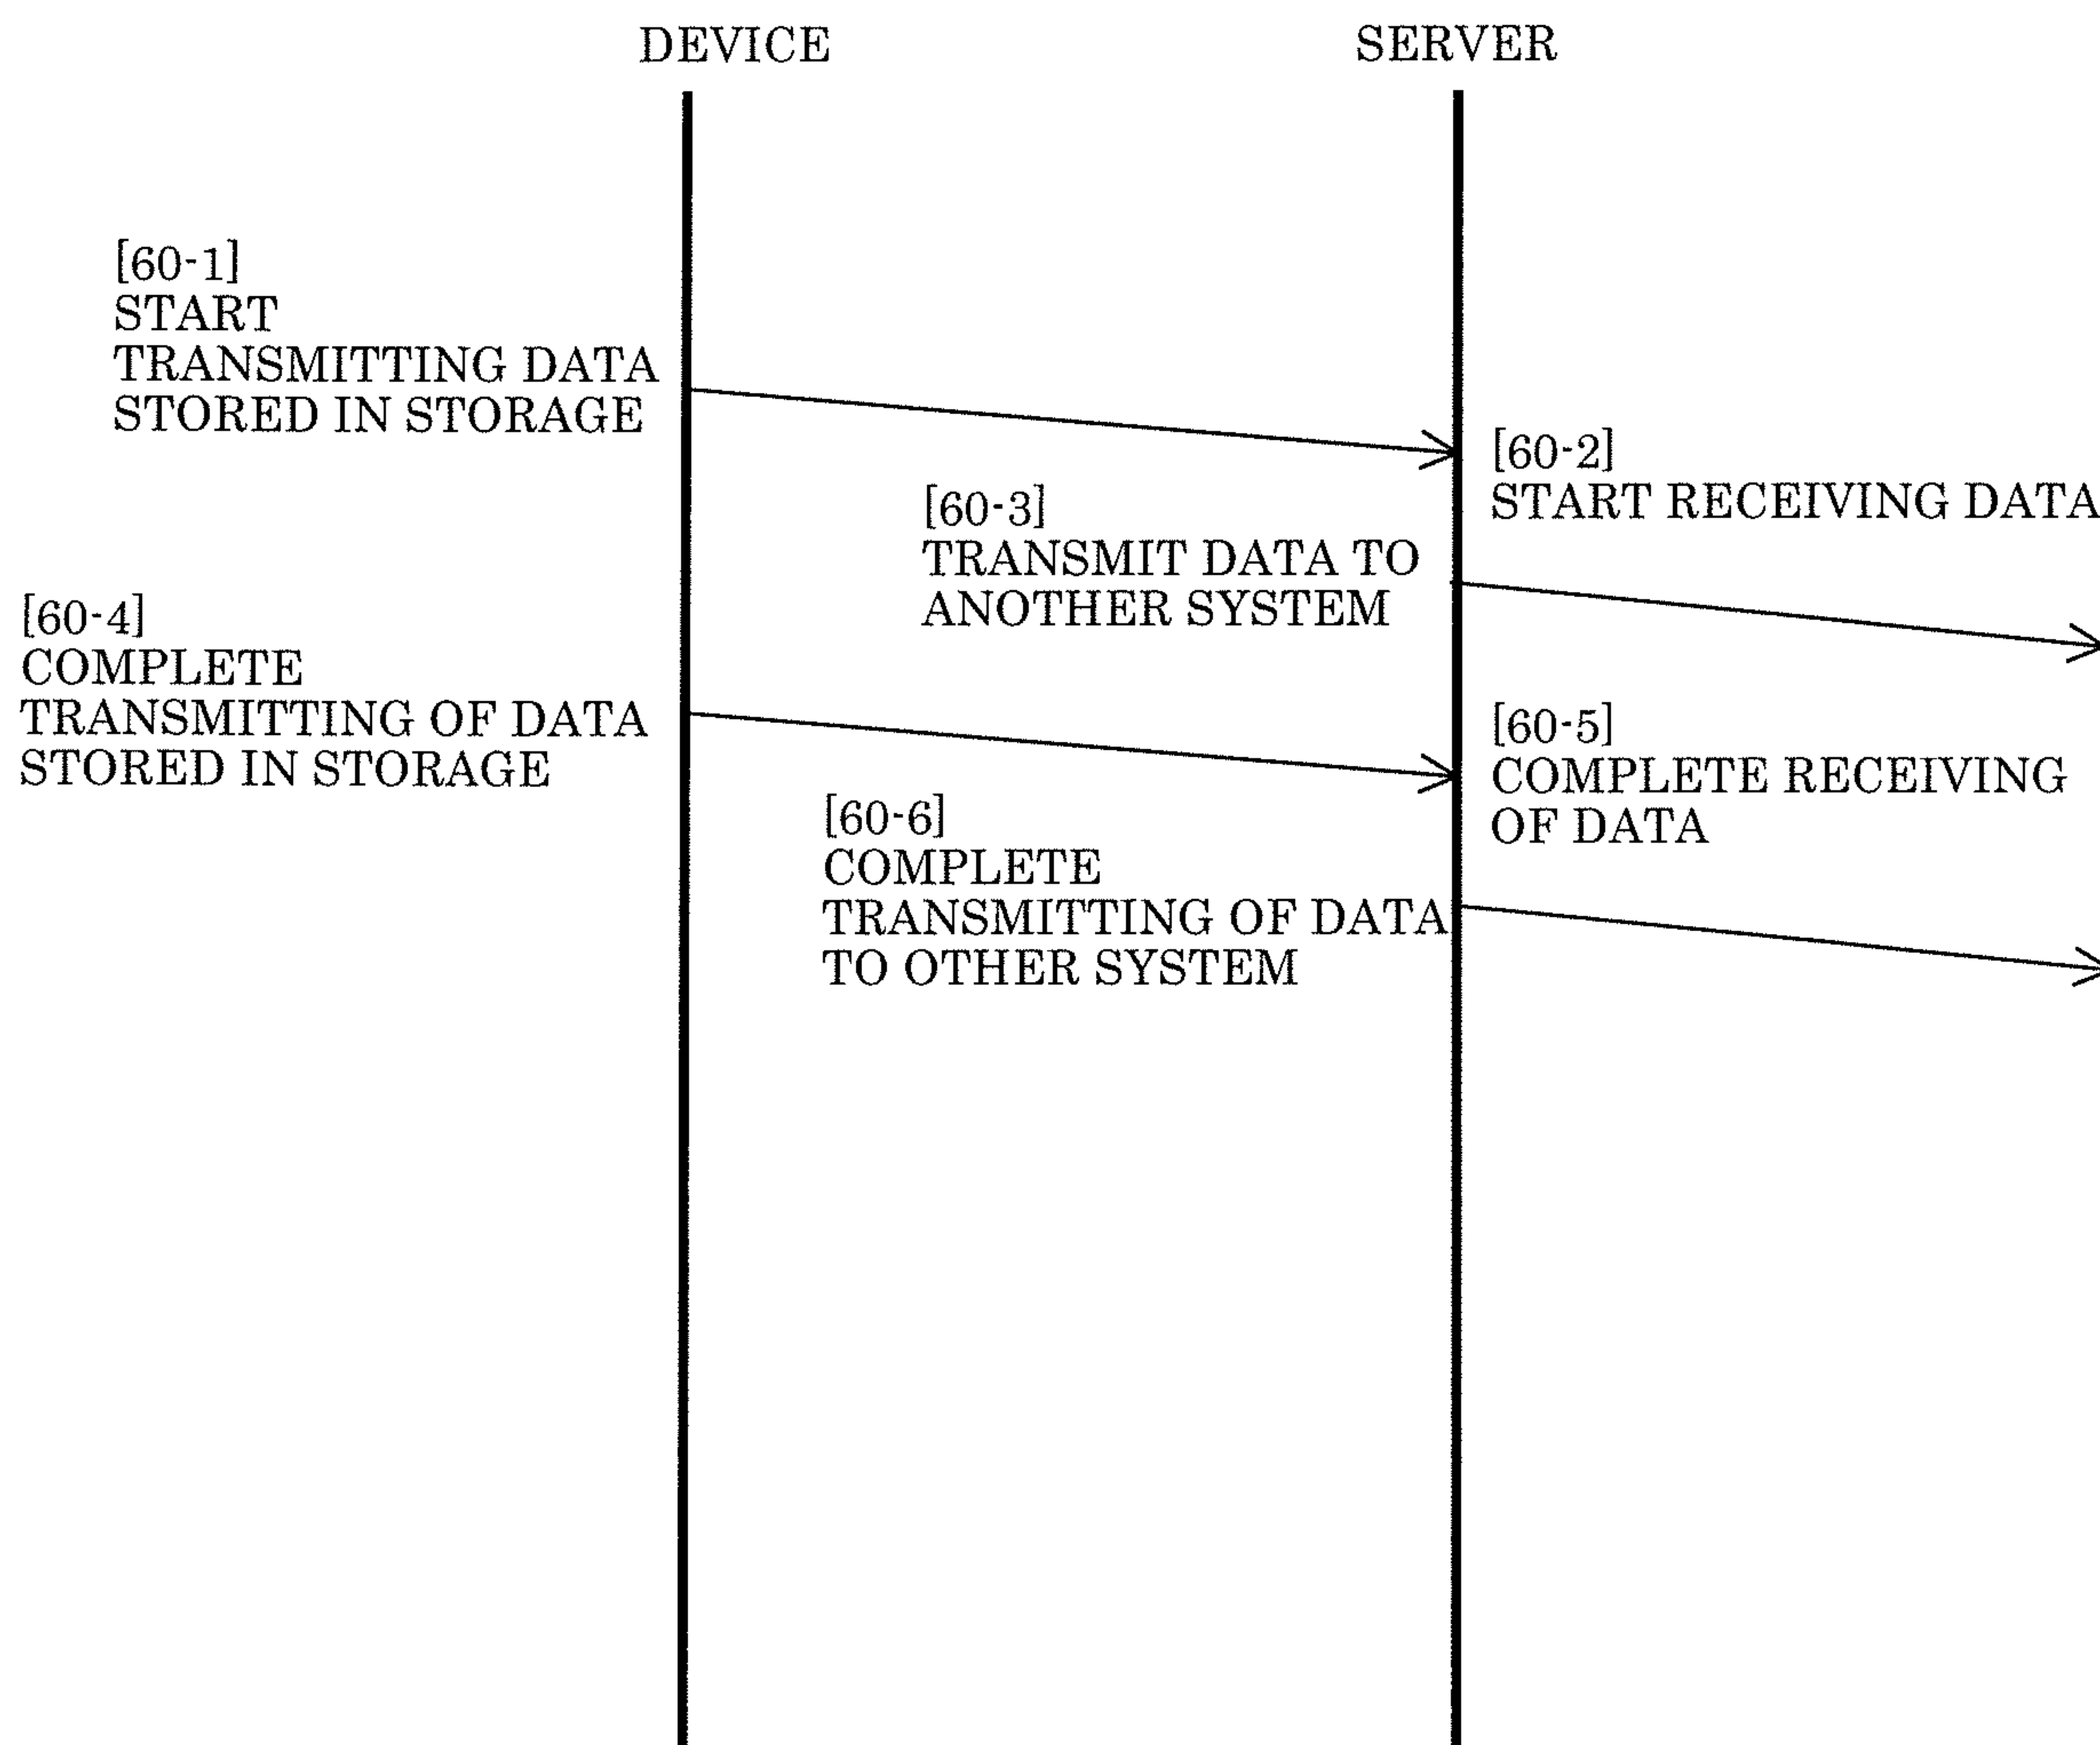 DEVICE
SERVER
[60-1]
START
TRANSMITTING DATA
STORED IN STORAGE
[60-2]
START RECEIVING DATA
[60-3]
TRANSMIT DATA TO
ANOTHER SYSTEM
[60-4]
COMPLETE
TRANSMITTING OF DATA
STORED IN STORAGE
[60-5]
COMPLETE RECEIVING
OF DATA
[60-6]
COMPLETE
TRANSMITTING OF DATA
TO OTHER SYSTEM